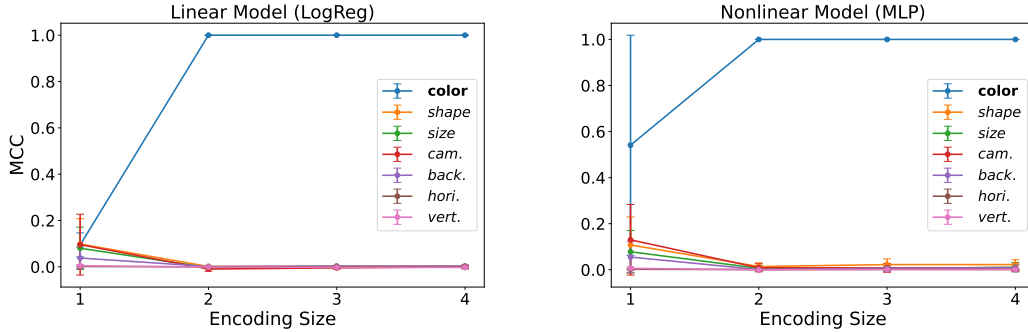 Linear Model (LogReg)
MCC
1.0
0.8
0.6
0.4
0.2
0.0
color
shape
size
cam.
back.
hori.
vert.
1 2 3 4
Encoding Size
Nonlinear Model (MLP)
1.0
0.8
0.6
0.4
0.2
0.0
color
shape
size
cam.
back.
hori.
vert.
1 2 3 4
Encoding Size